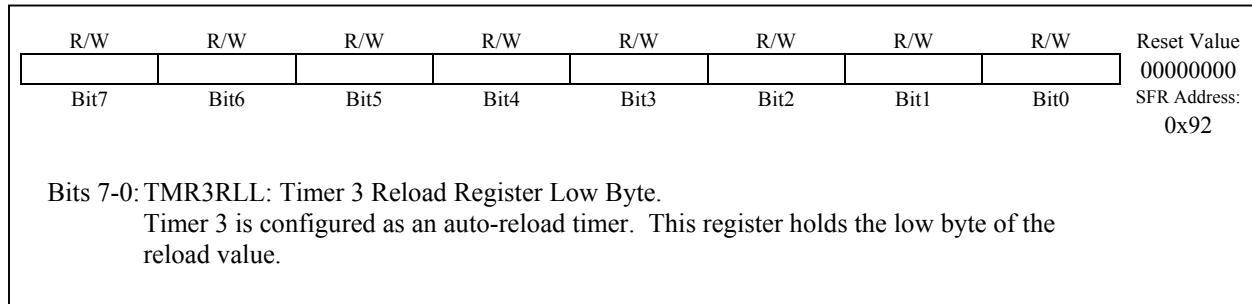 R/W R/W R/W R/W R/W R/W R/W R/W Reset Value
00000000
Bit7 Bit6 Bit5 Bit4 Bit3 Bit2 Bit1 Bit0 SFR Address:
0x92
Bits 7-0: TMR3RLL: Timer 3 Reload Register Low Byte.
Timer 3 is configured as an auto-reload timer. This register holds the low byte of the
reload value.